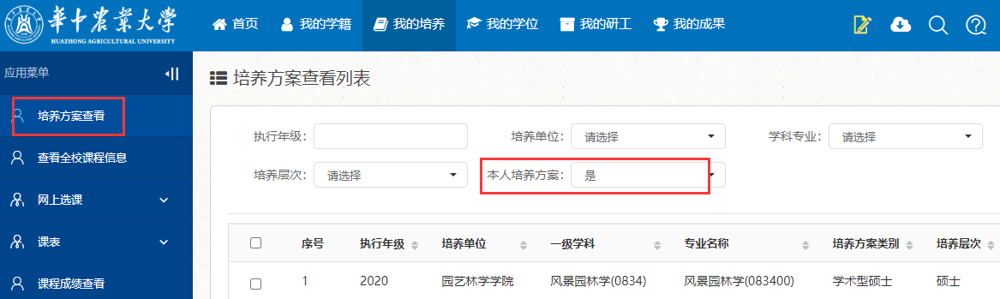 華中農業大學
HUAZHONG AGRICULTURAL UNIVERSITY
首页 我的学籍 我的培养 我的学位 我的研工 我的成果
应用菜单
培养方案查看
查看全校课程信息
网上选课
课表
课程成绩查看
培养方案查看列表
执行年级： 培养单位： 请选择 学科专业： 请选择
培养层次： 请选择 本人培养方案： 是
序号 执行年级 培养单位 一级学科 专业名称 培养方案类别 培养层次
1 2020 园艺林学学院 风景园林学(0834) 风景园林学(083400) 学术型硕士 硕士